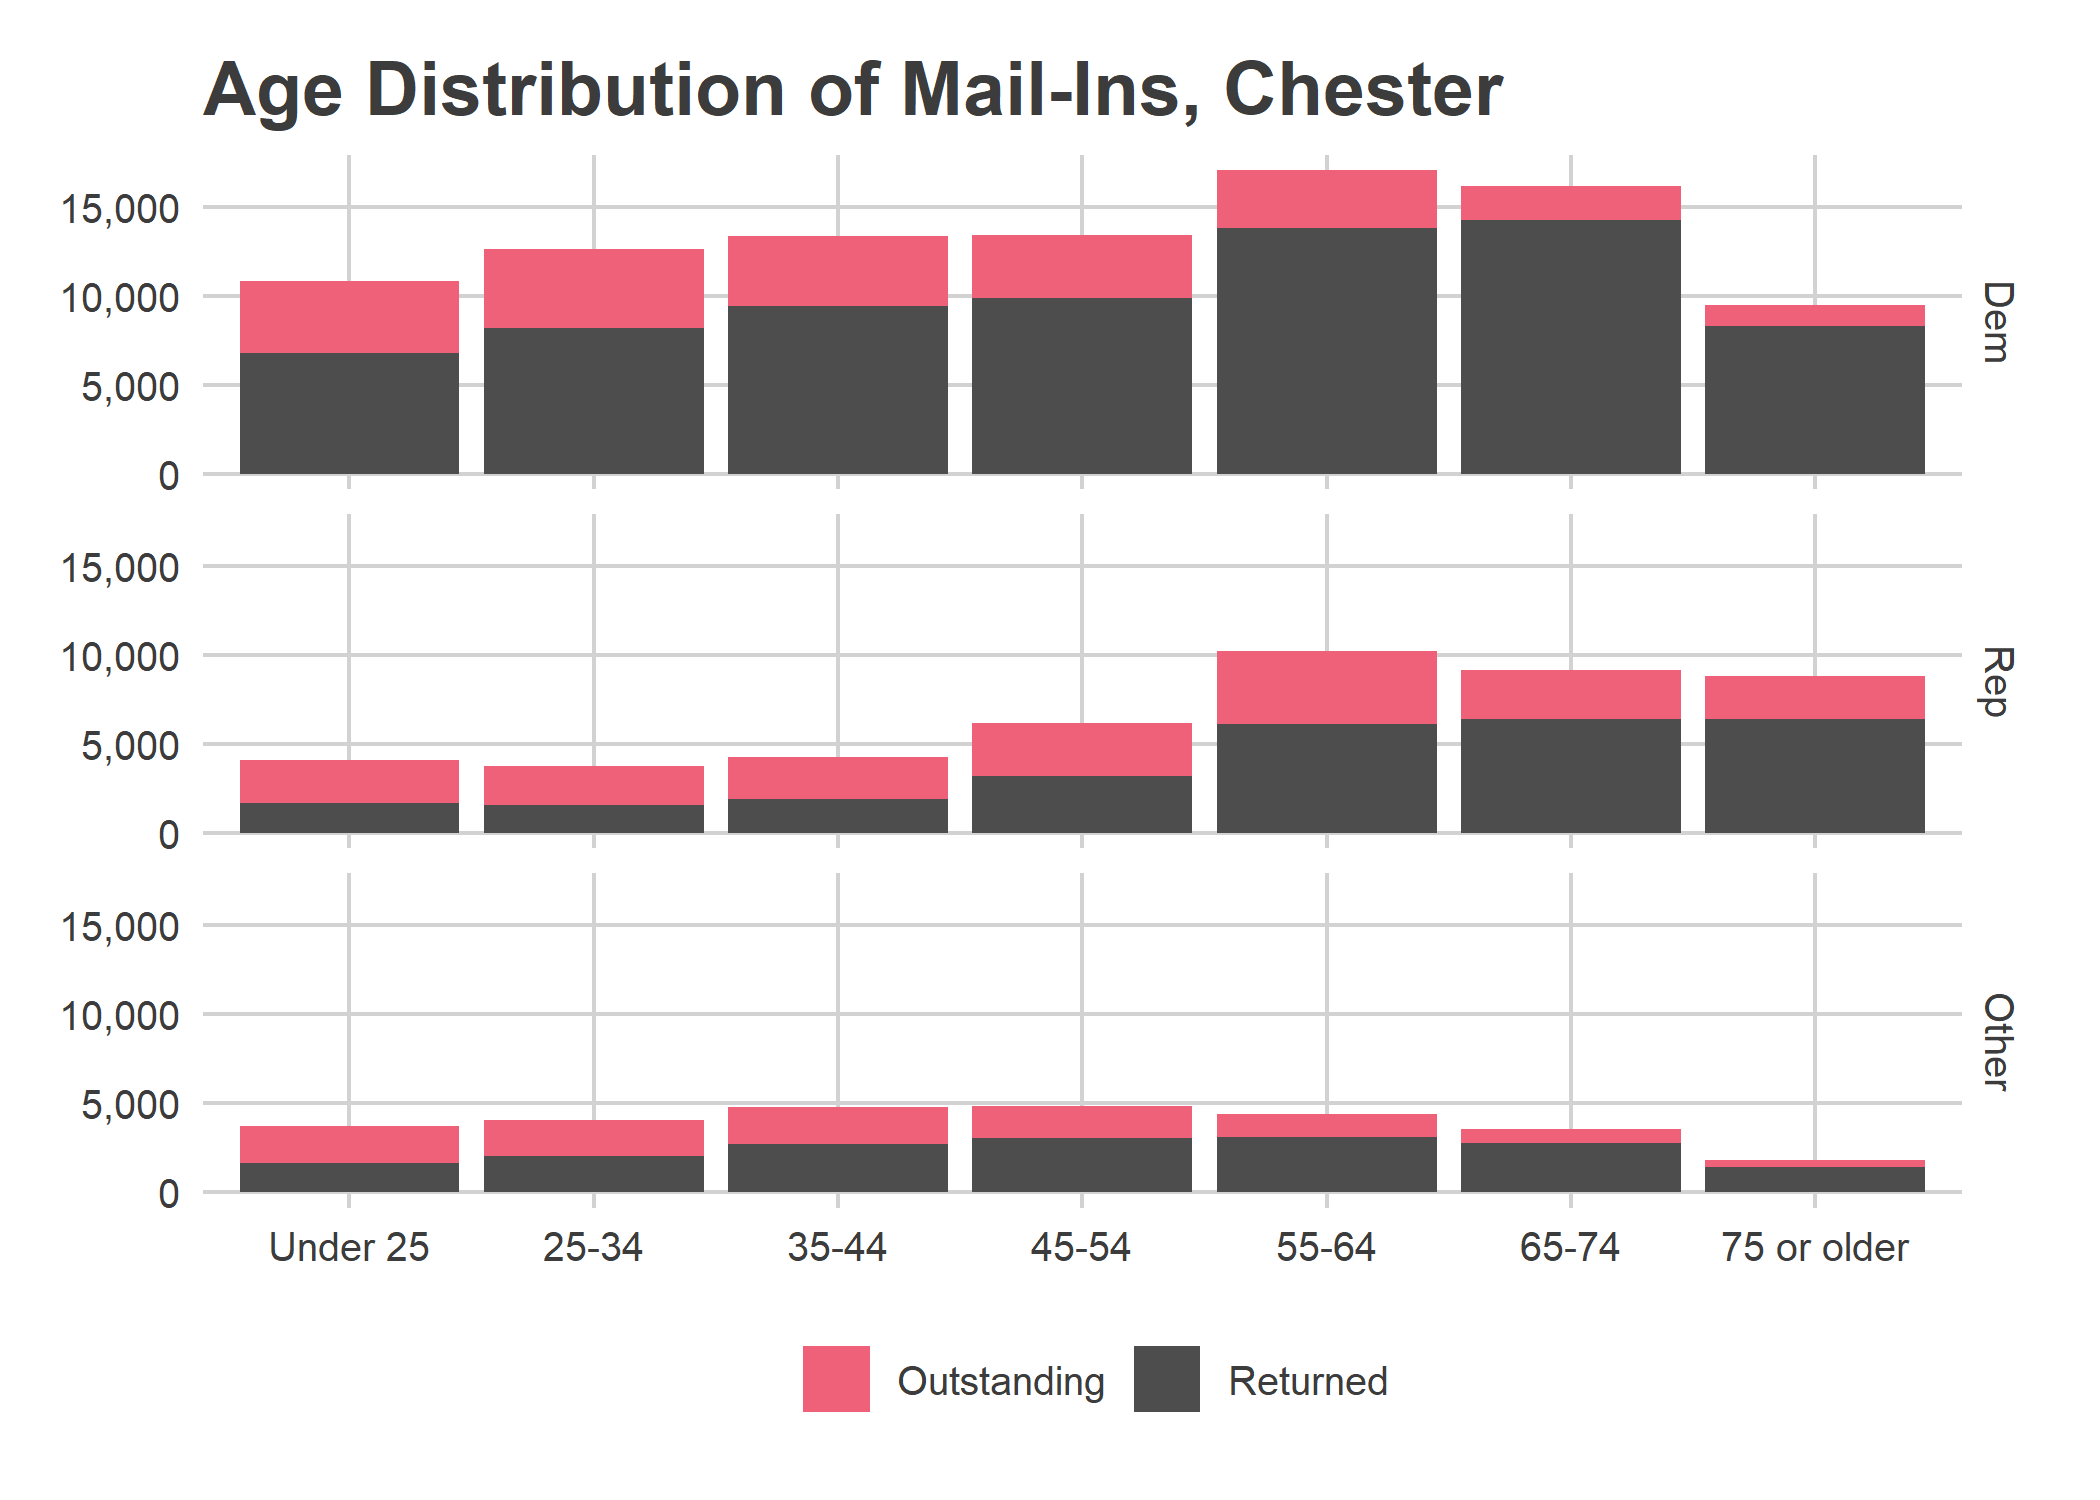 Age Distribution of Mail-Ins, Chester
15,000
10,000
5,000
0
Dem
15,000
10,000
5,000
0
Rep
15,000
10,000
5,000
0
Other
Under 25 25-34 35-44 45-54 55-64 65-74 75 or older
Outstanding Returned